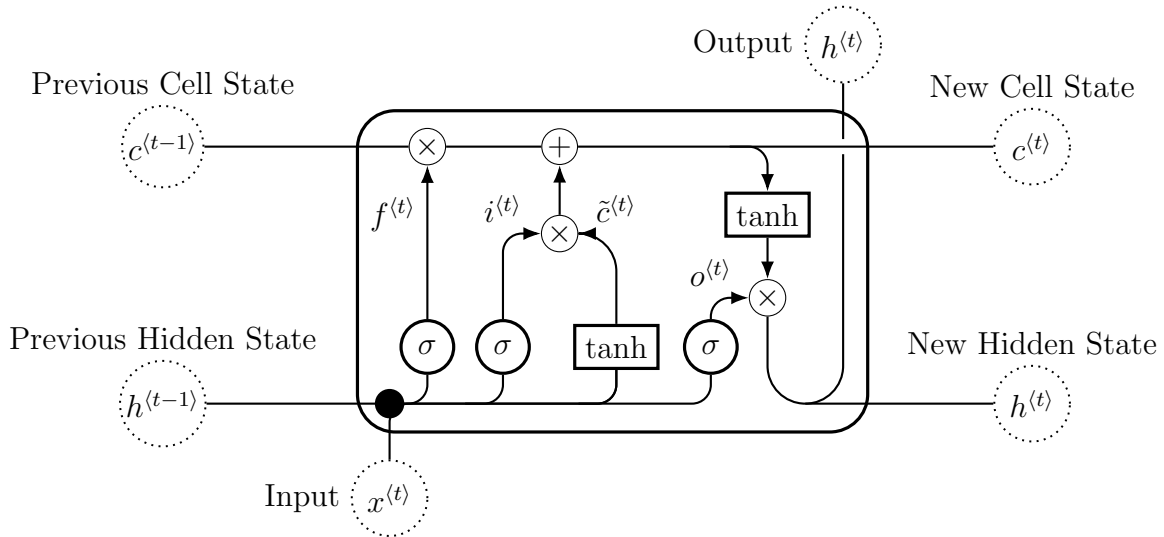 Output h⟨t⟩
Previous Cell State
New Cell State
c⟨t−1⟩
×
+
c⟨t⟩
f⟨t⟩
i⟨t⟩
×
c̃⟨t⟩
tanh
o⟨t⟩
×
Previous Hidden State
σ
σ
tanh
σ
New Hidden State
h⟨t−1⟩
h⟨t⟩
Input x⟨t⟩